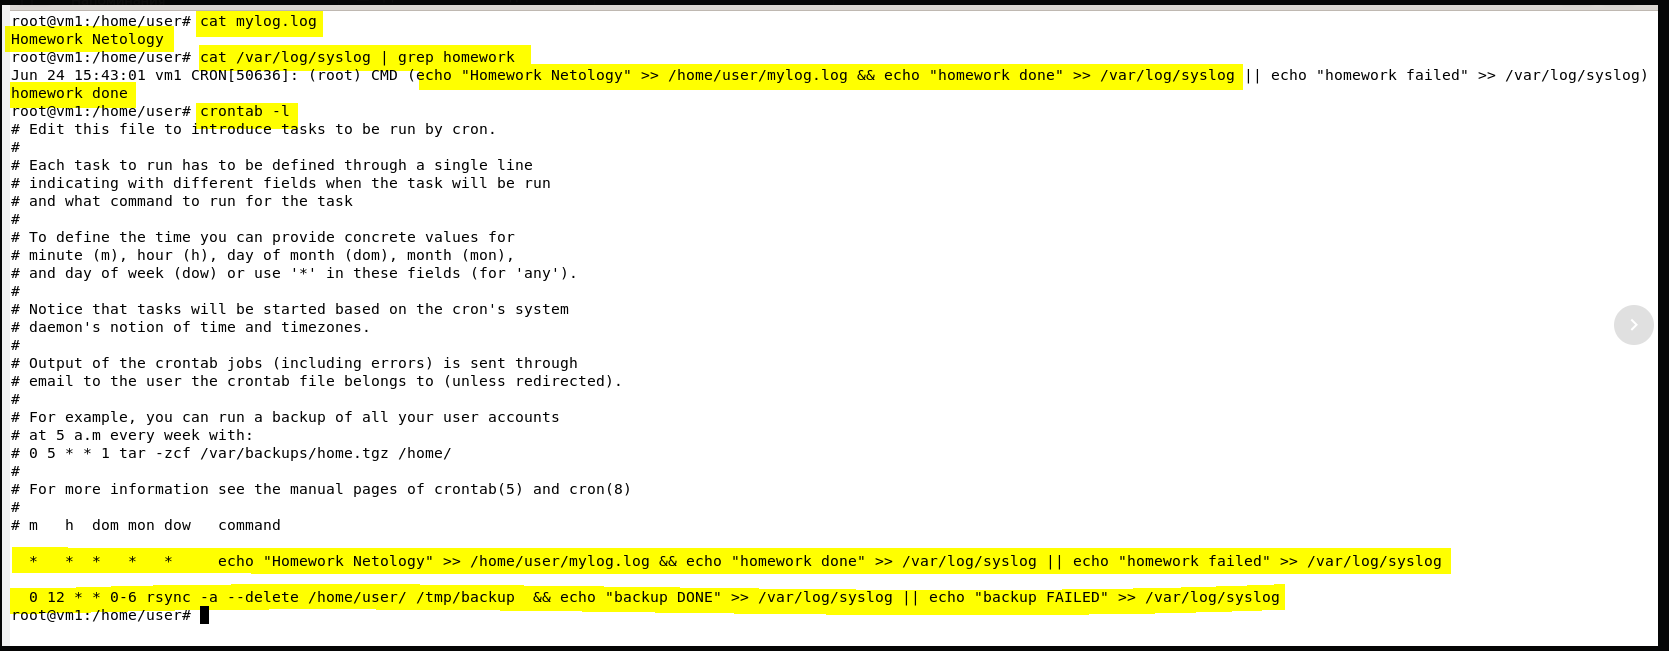 root@vm1:/home/user# cat mylog.log
Homework Netology
root@vm1:/home/user# cat /var/log/syslog | grep homework
Jun 24 15:43:01 vm1 CRON[50636]: (root) CMD (echo "Homework Netology" >> /home/user/mylog.log && echo "homework done" >> /var/log/syslog || echo "homework failed" >> /var/log/syslog)
homework done
root@vm1:/home/user# crontab -l
# Edit this file to introduce tasks to be run by cron.
#
# Each task to run has to be defined through a single line
# indicating with different fields when the task will be run
# and what command to run for the task
#
# To define the time you can provide concrete values for
# minute (m), hour (h), day of month (dom), month (mon),
# and day of week (dow) or use '*' in these fields (for 'any').
#
# Notice that tasks will be started based on the cron's system
# daemon's notion of time and timezones.
#
# Output of the crontab jobs (including errors) is sent through
# email to the user the crontab file belongs to (unless redirected).
#
# For example, you can run a backup of all your user accounts
# at 5 a.m every week with:
# 0 5 * * 1 tar -zcf /var/backups/home.tgz /home/
#
# For more information see the manual pages of crontab(5) and cron(8)
#
# m   h  dom mon dow   command
  *   *  *   *   *     echo "Homework Netology" >> /home/user/mylog.log && echo "homework done" >> /var/log/syslog || echo "homework failed" >> /var/log/syslog
  0 12 * * 0-6 rsync -a --delete /home/user/ /tmp/backup  && echo "backup DONE" >> /var/log/syslog || echo "backup FAILED" >> /var/log/syslog
root@vm1:/home/user#